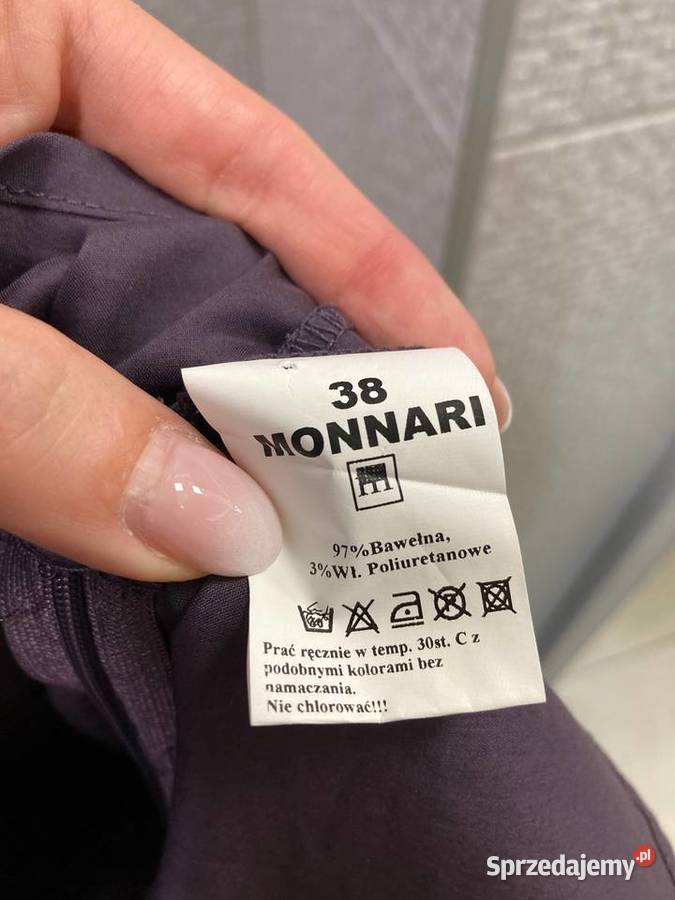 38
MONNARI
97%Bawełna,
3%Wł. Poliuretanowe
Prać ręcznie w temp. 30st. C z
podobnymi kolorami bez
namaczania.
Nie chlorować!!!
Sprzedajemy.pl